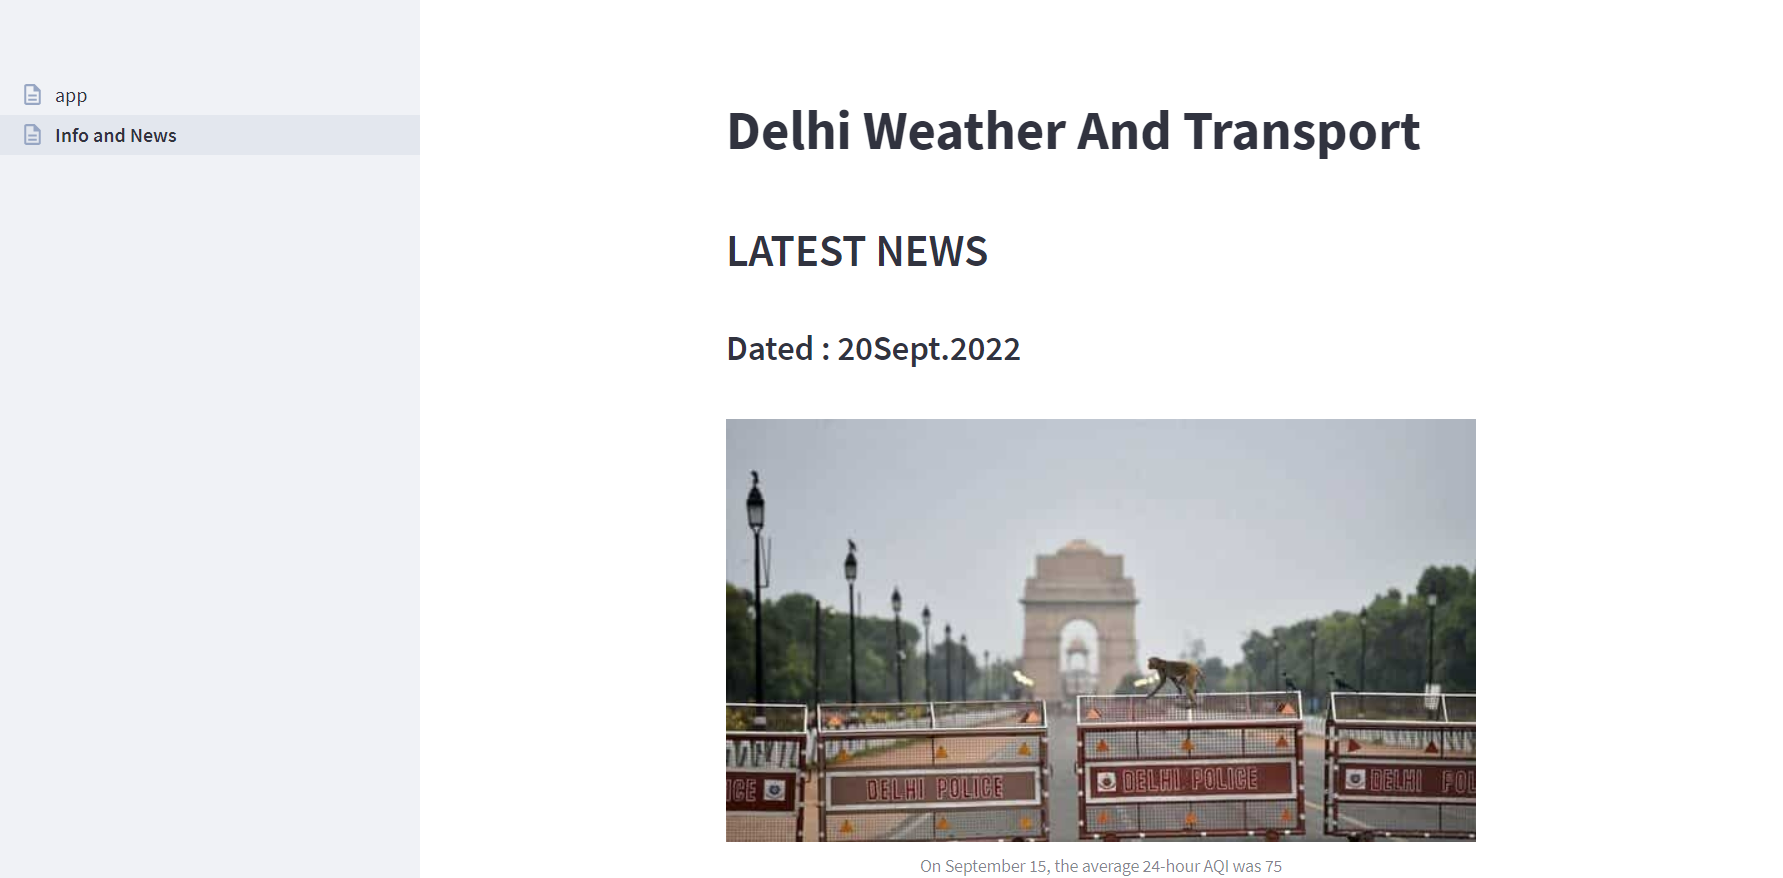 app
Info and News
Delhi Weather And Transport
LATEST NEWS
Dated : 20Sept.2022
ICE
DELHI POLICE
DELHI POLICE
DELHI POL
On September 15, the average 24-hour AQI was 75